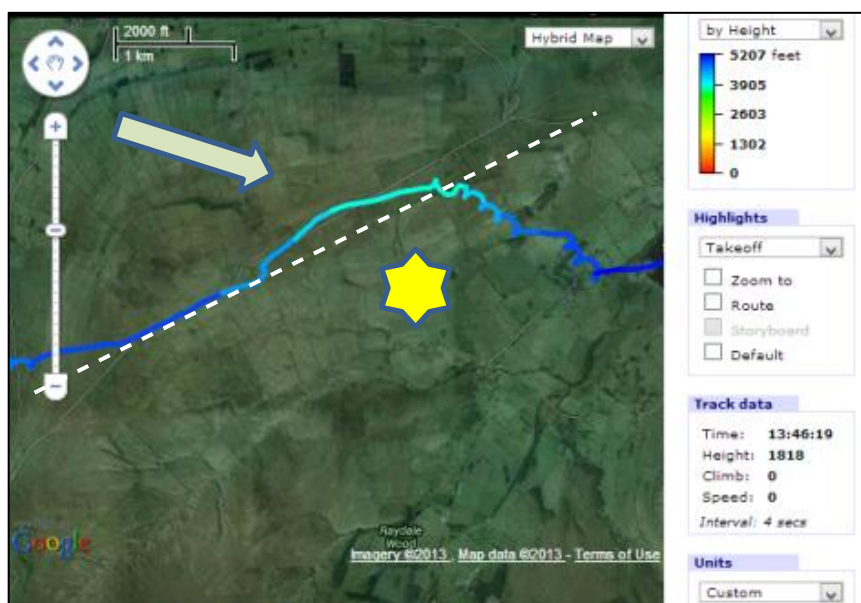 2000 ft
1 km
Hybrid Map
Raydale
Wood
Google
Imagery ©2013 , Map data ©2013 - Terms of Use
by Height
5207 feet
3905
2603
1302
0
Highlights
Takeoff
Zoom to
Route
Storyboard
Default
Track data
Time: 13:46:19
Height: 1818
Climb: 0
Speed: 0
Interval: 4 secs
Units
Custom